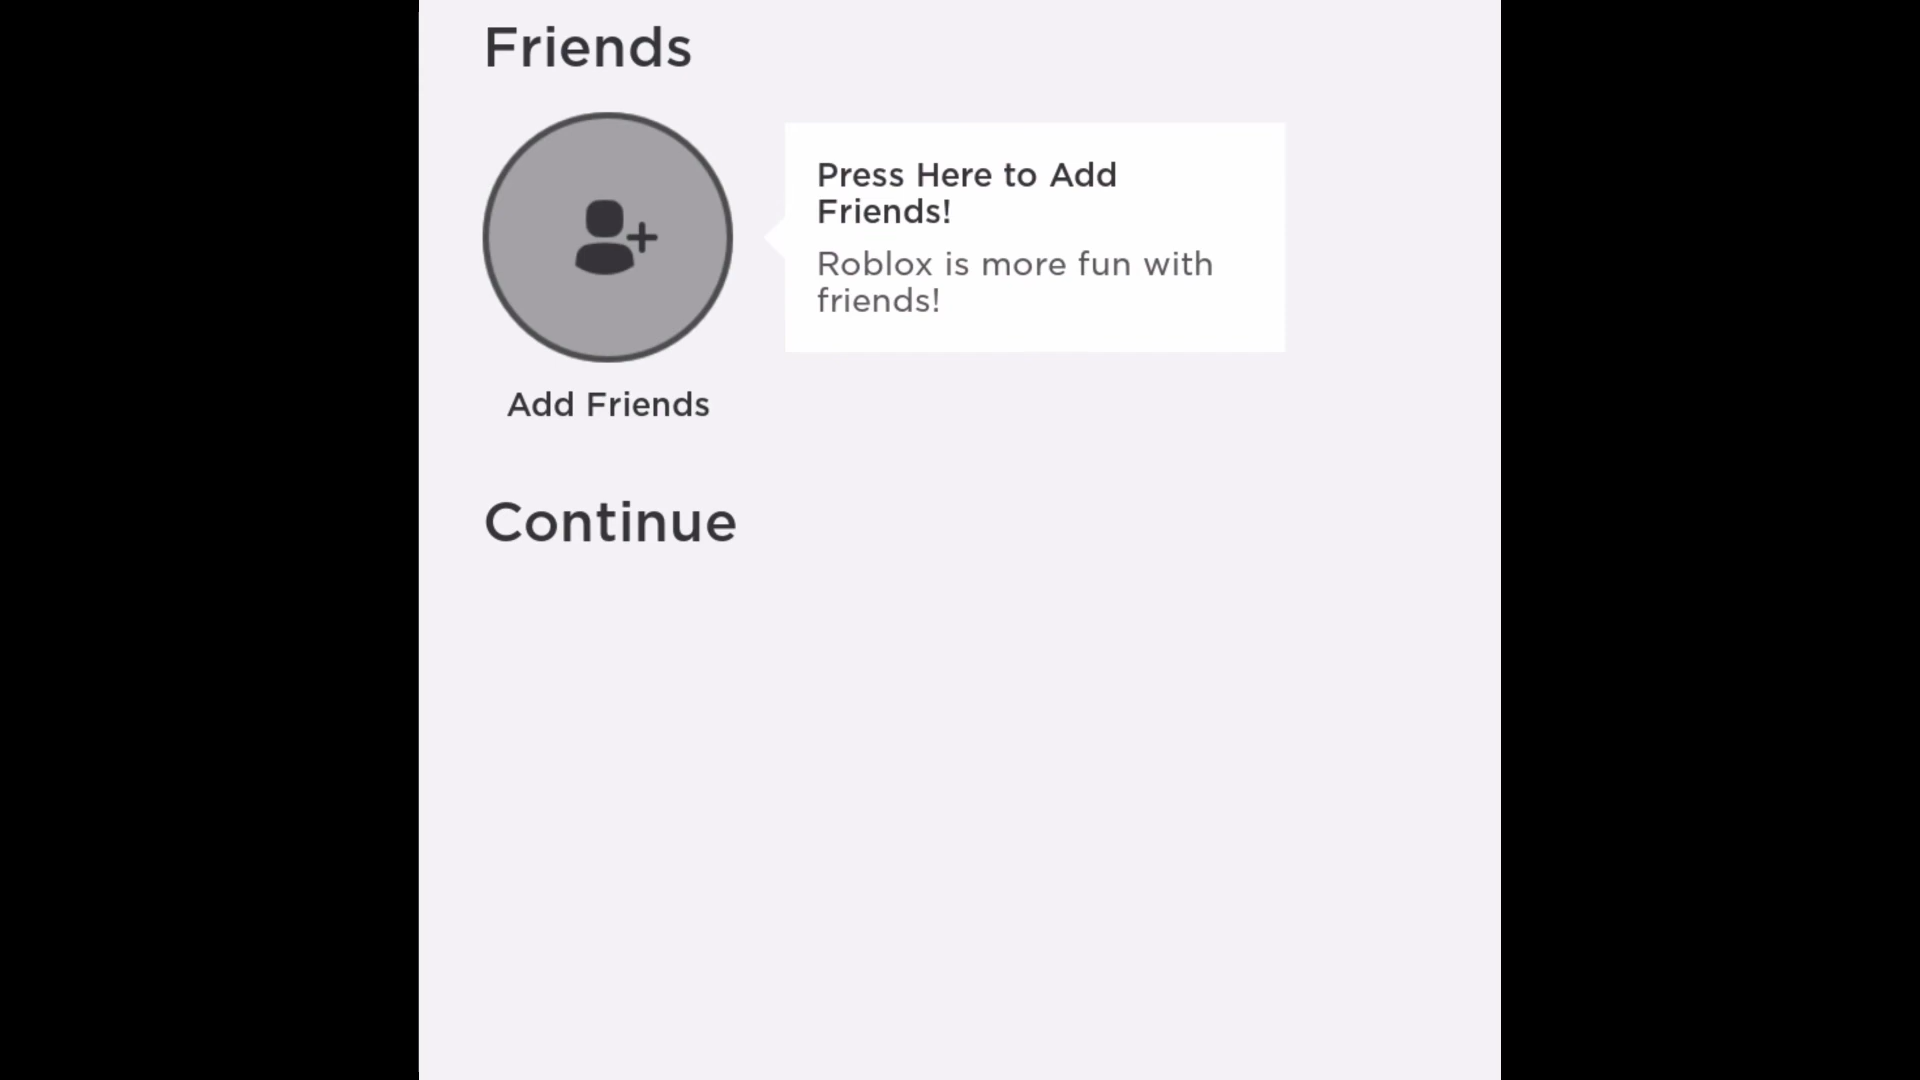 Friends
Press Here to Add
Friends!
Roblox is more fun with
friends!
Add Friends
Continue